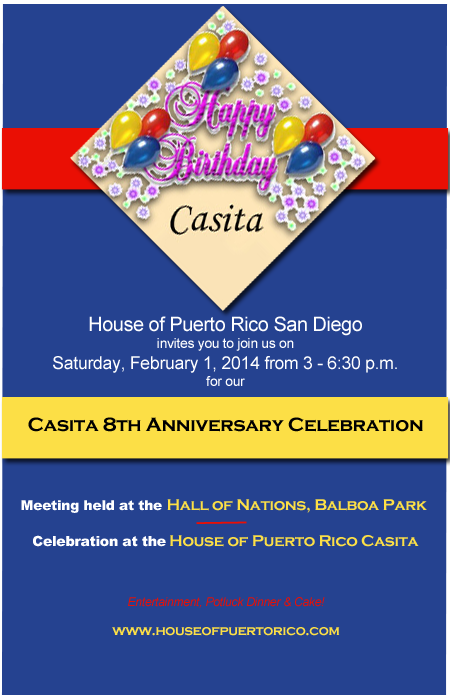 Happy
Birthday
Casita
House of Puerto Rico San Diego
invites you to join us on
Saturday, February 1, 2014 from 3 - 6:30 p.m.
for our
Casita 8th Anniversary Celebration
Meeting held at the Hall of Nations, Balboa Park
Celebration at the House of Puerto Rico Casita
Entertainment, Potluck Dinner & Cake!
www.houseofpuertorico.com